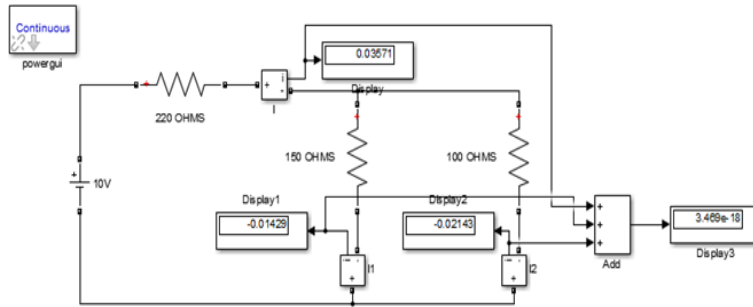 Continuous
powergui
220 OHMS
i
I
0.03571
Display
150 OHMS
100 OHMS
10V
Display1
-0.01429
Display2
-0.02143
I1
I2
Add
3.469e-18
Display3